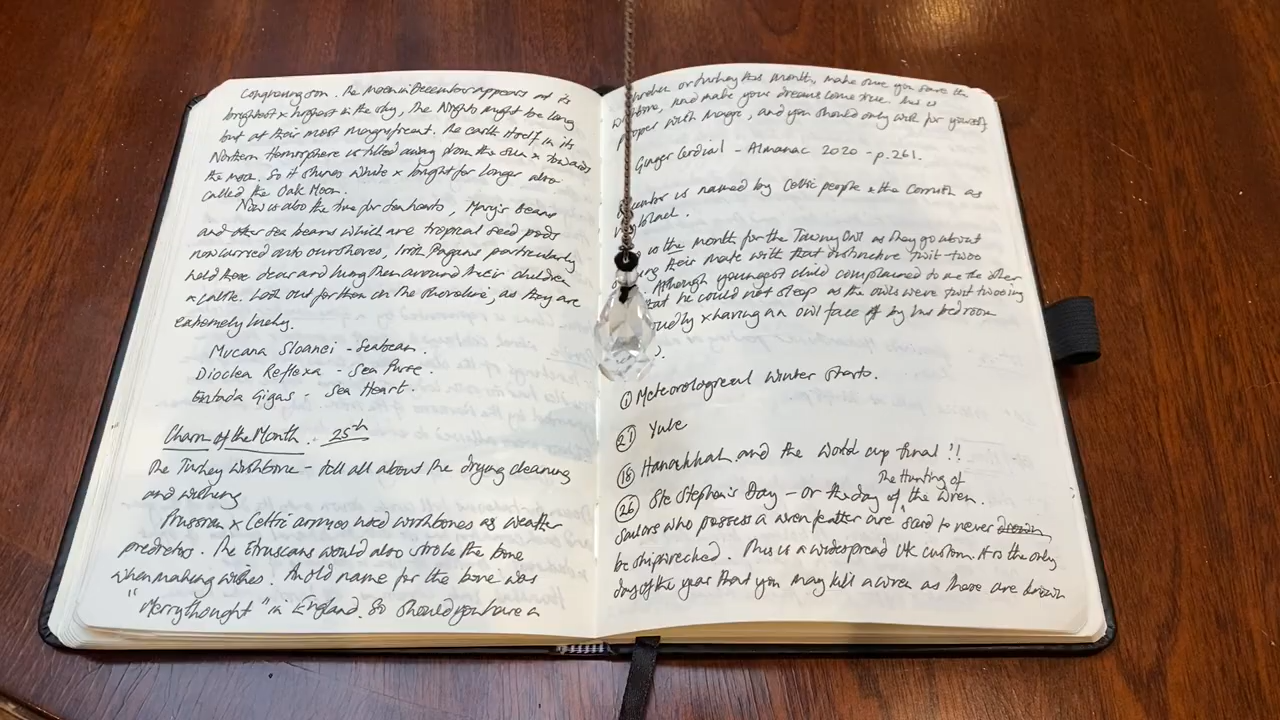 Conquering sun. The moon in December appears at its
brightest x highest in the sky, The Nights might be long
but at their most magnificent. The earth itself in its
Northern Hemisphere is tilted away from the sun x towards
the moon. So it shines white x bright for longer also
called the Oak Moon.
Now is also the time for sea hearts, Mary's Beans
and other sea beans which are tropical seed pods
now carried onto our shores, Irish Pagans particularly
held these dear and hung them around their children
x cattle. Look out for them on the shoreline, as they are
extremely lucky.
Mucana Sloanei - Seabean.
Dioclea Reflexa - Sea Purse.
Entada Gigas - Sea Heart.
Charm of the Month. 25th
The Turkey Wishbone - tell all about the drying cleaning
and wishing
Prussian x Celtic armies used wishbones as weather
predictors. The Etruscans would also stroke the bone
when making wishes. An old name for the bone was
"Merrythought" in England. So should you have a
chicken or turkey this month, make sure you save the
wishbone, and make your dreams come true. This is
proper wish magic, and you should only wish for yourself,
Ginger Cordial - Almanac 2020 - p.261.
is named by Celtic people x the Cornish as
black.
is the month for the Tawny Owl as they go about
their mate with that distinctive twit-twoo
Although youngest child complained to me the other
that he could not sleep as the owls were twit twooing
loudly x having an owl face off by his bedroom
① Meteorological Winter starts.
(21) Yule
(18) Hanukkah and the World cup final!!
(26) Ste Stephen's Day - or the day of The Hunting of the Wren.
Sailors who possess a wren feather are said to never drown
be shipwrecked. This is a widespread UK custom. It is the only
day of the year that you may kill a wren as these are known